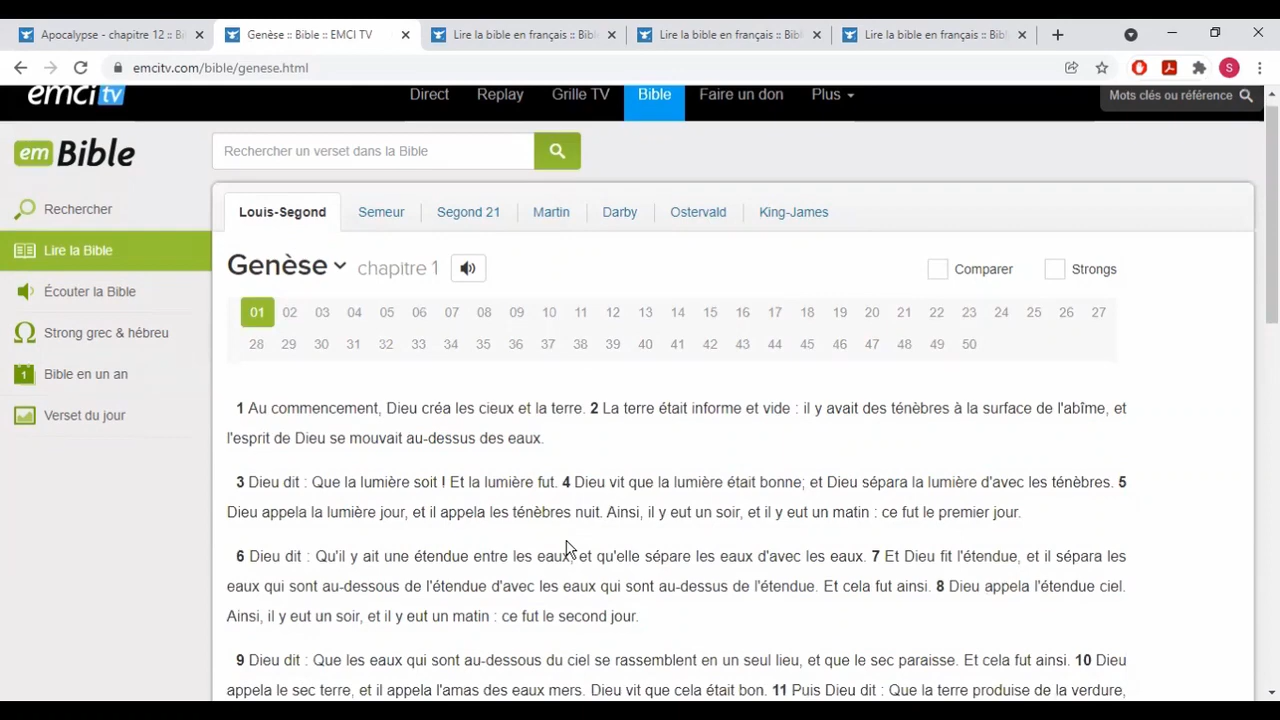 Apocalypse - chapitre 12 :: Bi
Genèse :: Bible :: EMCI TV
Lire la bible en français :: Bib
Lire la bible en français :: Bib
Lire la bible en français :: Bib
emcitv.com/bible/genese.html
S
emci tv
Direct
Replay
Grille TV
Bible
Faire un don
Plus
Mots clés ou référence
em Bible
Rechercher un verset dans la Bible
Rechercher
Lire la Bible
Écouter la Bible
Strong grec & hébreu
1 Bible en un an
Verset du jour
Louis-Segond
Semeur
Segond 21
Martin
Darby
Ostervald
King-James
Genèse chapitre 1
Comparer
Strongs
01 02 03 04 05 06 07 08 09 10 11 12 13 14 15 16 17 18 19 20 21 22 23 24 25 26 27
28 29 30 31 32 33 34 35 36 37 38 39 40 41 42 43 44 45 46 47 48 49 50
1 Au commencement, Dieu créa les cieux et la terre. 2 La terre était informe et vide : il y avait des ténèbres à la surface de l'abîme, et
l'esprit de Dieu se mouvait au-dessus des eaux.
3 Dieu dit : Que la lumière soit ! Et la lumière fut. 4 Dieu vit que la lumière était bonne; et Dieu sépara la lumière d'avec les ténèbres. 5
Dieu appela la lumière jour, et il appela les ténèbres nuit. Ainsi, il y eut un soir, et il y eut un matin : ce fut le premier jour.
6 Dieu dit : Qu'il y ait une étendue entre les eaux, et qu'elle sépare les eaux d'avec les eaux. 7 Et Dieu fit l'étendue, et il sépara les
eaux qui sont au-dessous de l'étendue d'avec les eaux qui sont au-dessus de l'étendue. Et cela fut ainsi. 8 Dieu appela l'étendue ciel.
Ainsi, il y eut un soir, et il y eut un matin : ce fut le second jour.
9 Dieu dit : Que les eaux qui sont au-dessous du ciel se rassemblent en un seul lieu, et que le sec paraisse. Et cela fut ainsi. 10 Dieu
appela le sec terre, et il appela l'amas des eaux mers. Dieu vit que cela était bon. 11 Puis Dieu dit : Que la terre produise de la verdure,